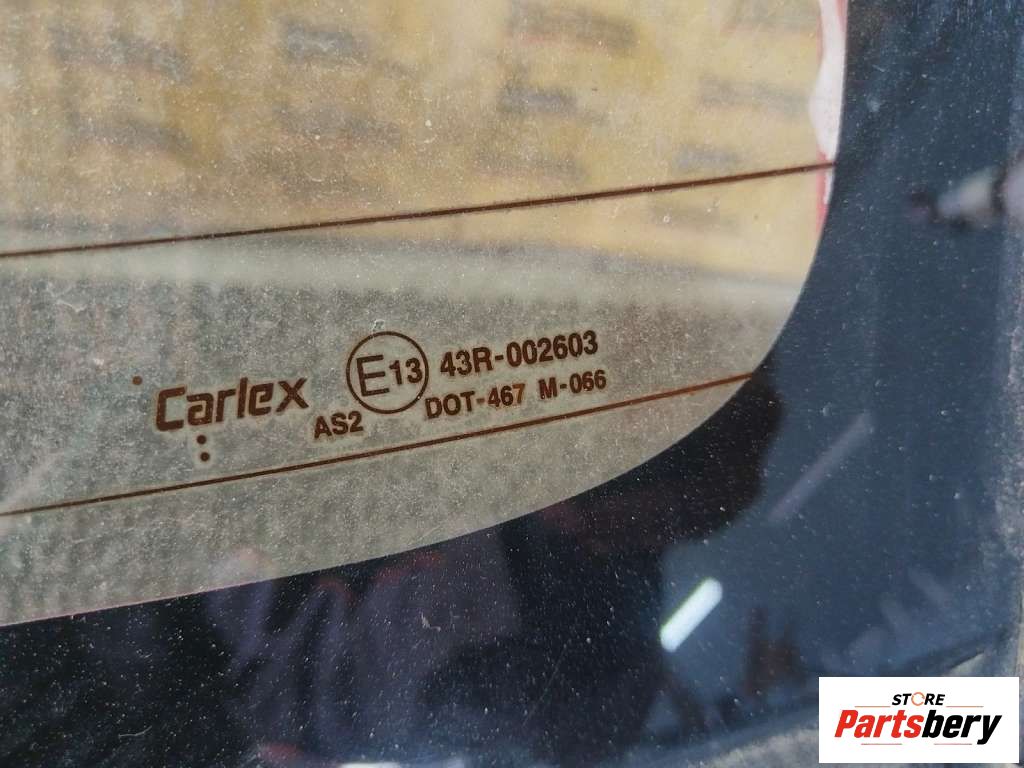 Carlex
AS2
E13 43R-002603
DOT-467 M-066
STORE
Partsbery